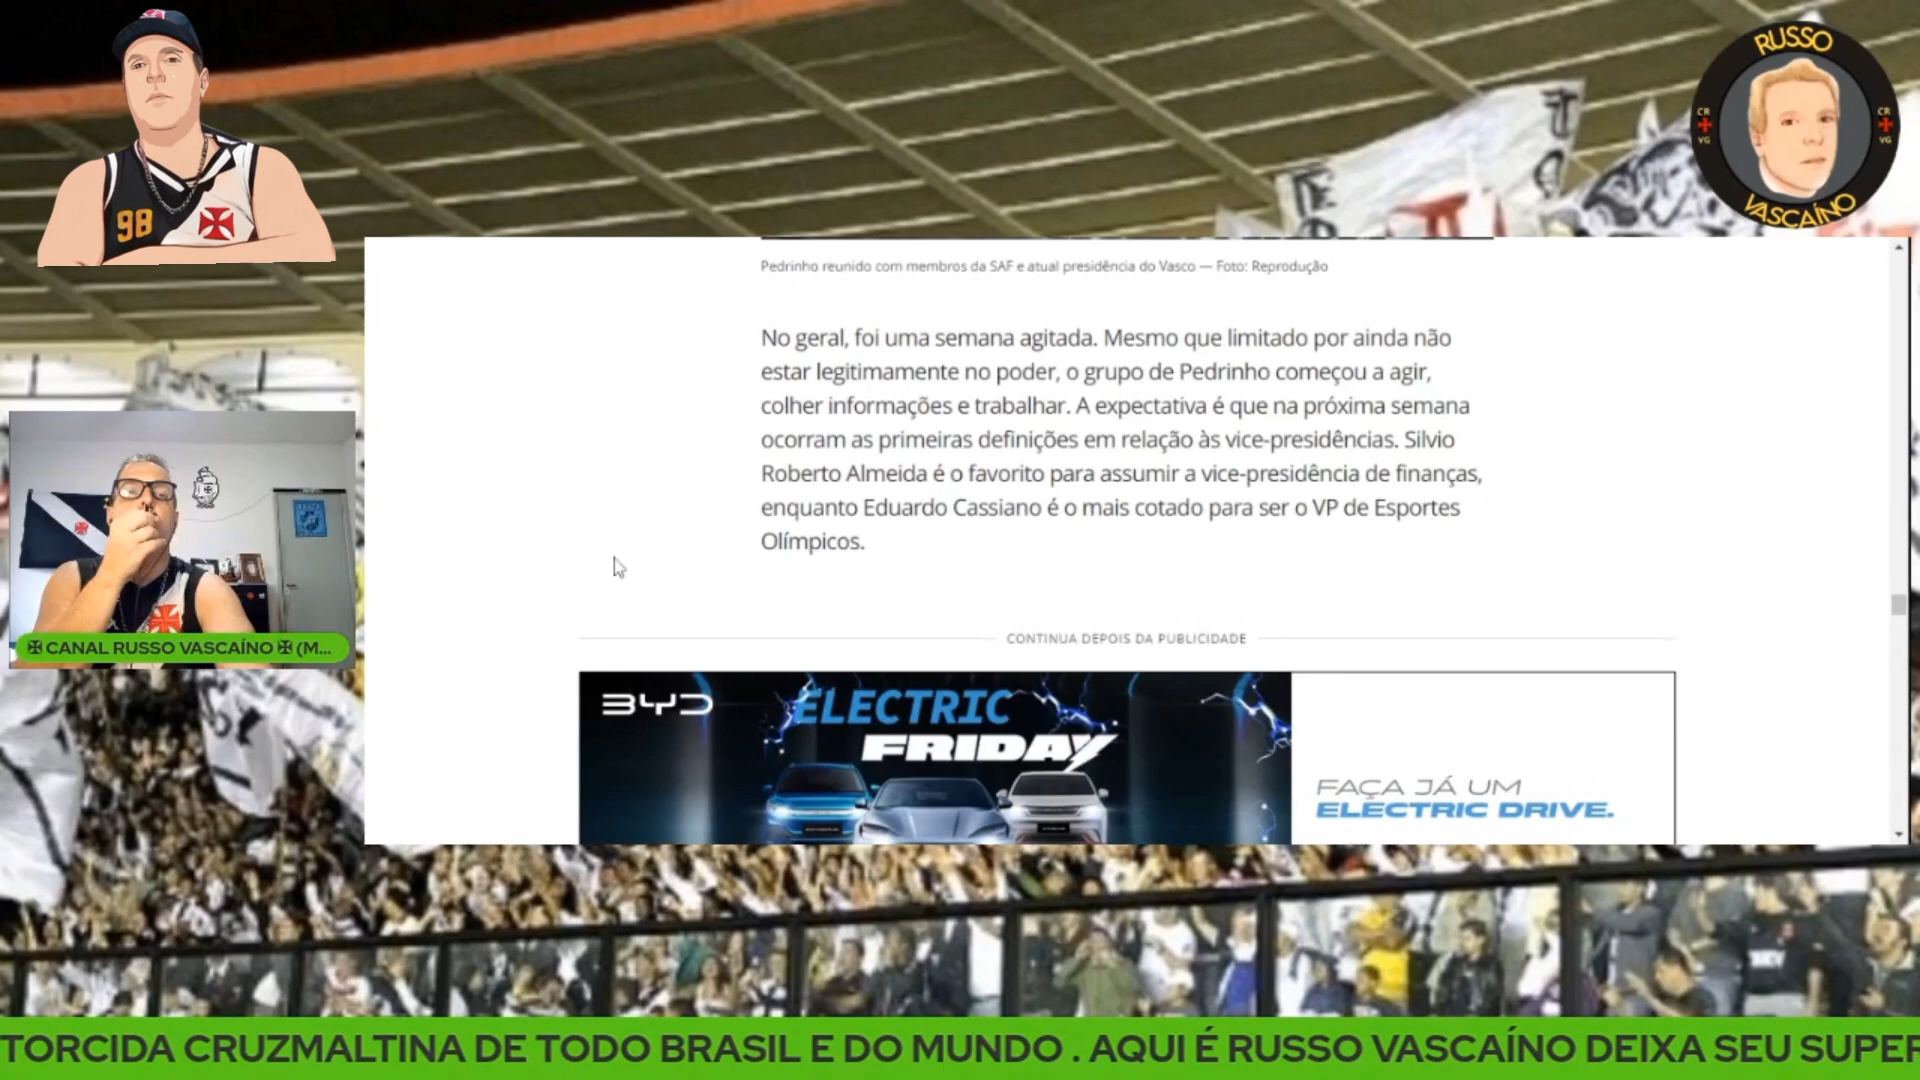 RUSSO
CR
VG
CR
VG
VASCAÍNO
98
Pedrinho reunido com membros da SAF e atual presidência do Vasco — Foto: Reprodução
No geral, foi uma semana agitada. Mesmo que limitado por ainda não
estar legitimamente no poder, o grupo de Pedrinho começou a agir,
colher informações e trabalhar. A expectativa é que na próxima semana
ocorram as primeiras definições em relação às vice-presidências. Silvio
Roberto Almeida é o favorito para assumir a vice-presidência de finanças,
enquanto Eduardo Cassiano é o mais cotado para ser o VP de Esportes
Olímpicos.
✠ CANAL RUSSO VASCAÍNO ✠ (M...
CONTINUA DEPOIS DA PUBLICIDADE
BYD
ELECTRIC
FRIDAY
FAÇA JÁ UM
ELECTRIC DRIVE.
TORCIDA CRUZMALTINA DE TODO BRASIL E DO MUNDO . AQUI É RUSSO VASCAÍNO DEIXA SEU SUPER